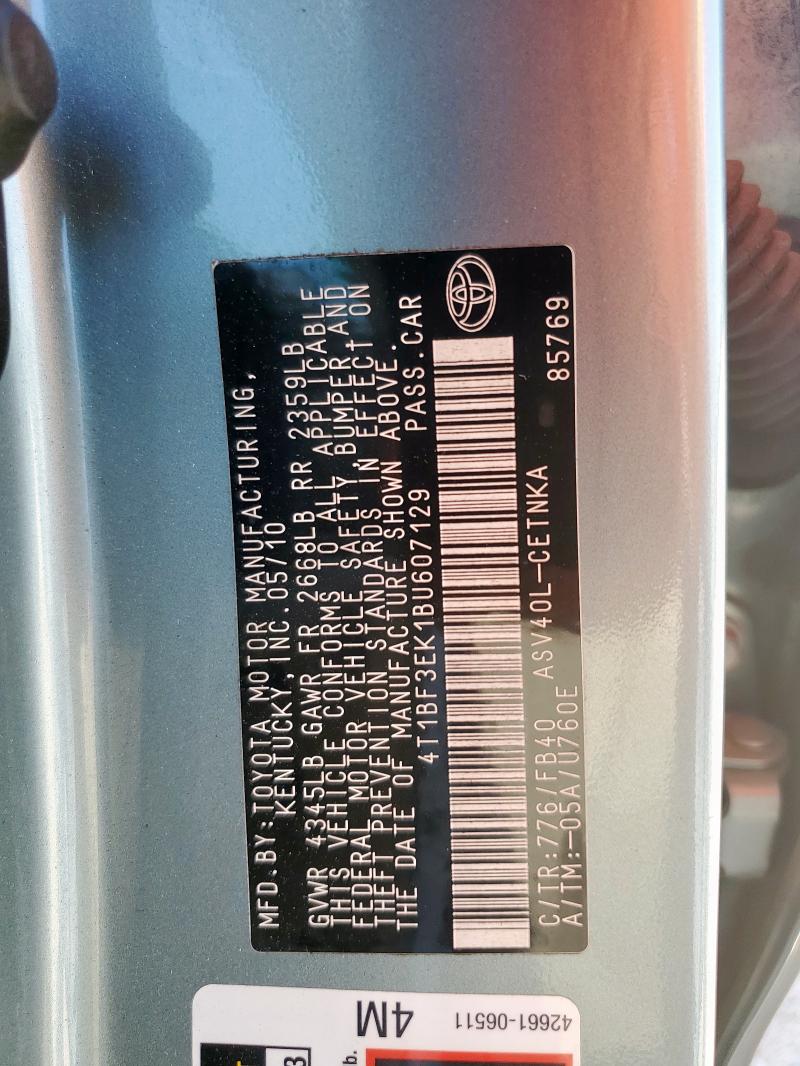 MFD.BY:TOYOTA MOTOR MANUFACTURING,
KENTUCKY,INC.05/10
GVWR 4345LB GAWR FR 2668LB RR 2359LB
THIS VEHICLE CONFORMS TO ALL APPLICABLE
FEDERAL MOTOR VEHICLE SAFETY,BUMPER,AND
THEFT PREVENTION STANDARDS IN EFFECT ON
THE DATE OF MANUFACTURE SHOWN ABOVE.
4T1BF3EK1BU607129 PASS.CAR
C/TR:776/FB40 ASV40L-CETNKA 85769
A/TM:-05A/U760E
4M
42661-06511
b.